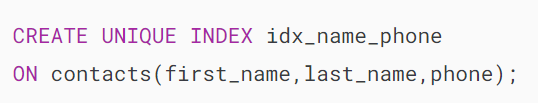 CREATE UNIQUE INDEX idx_name_phone
ON contacts(first_name,last_name,phone);